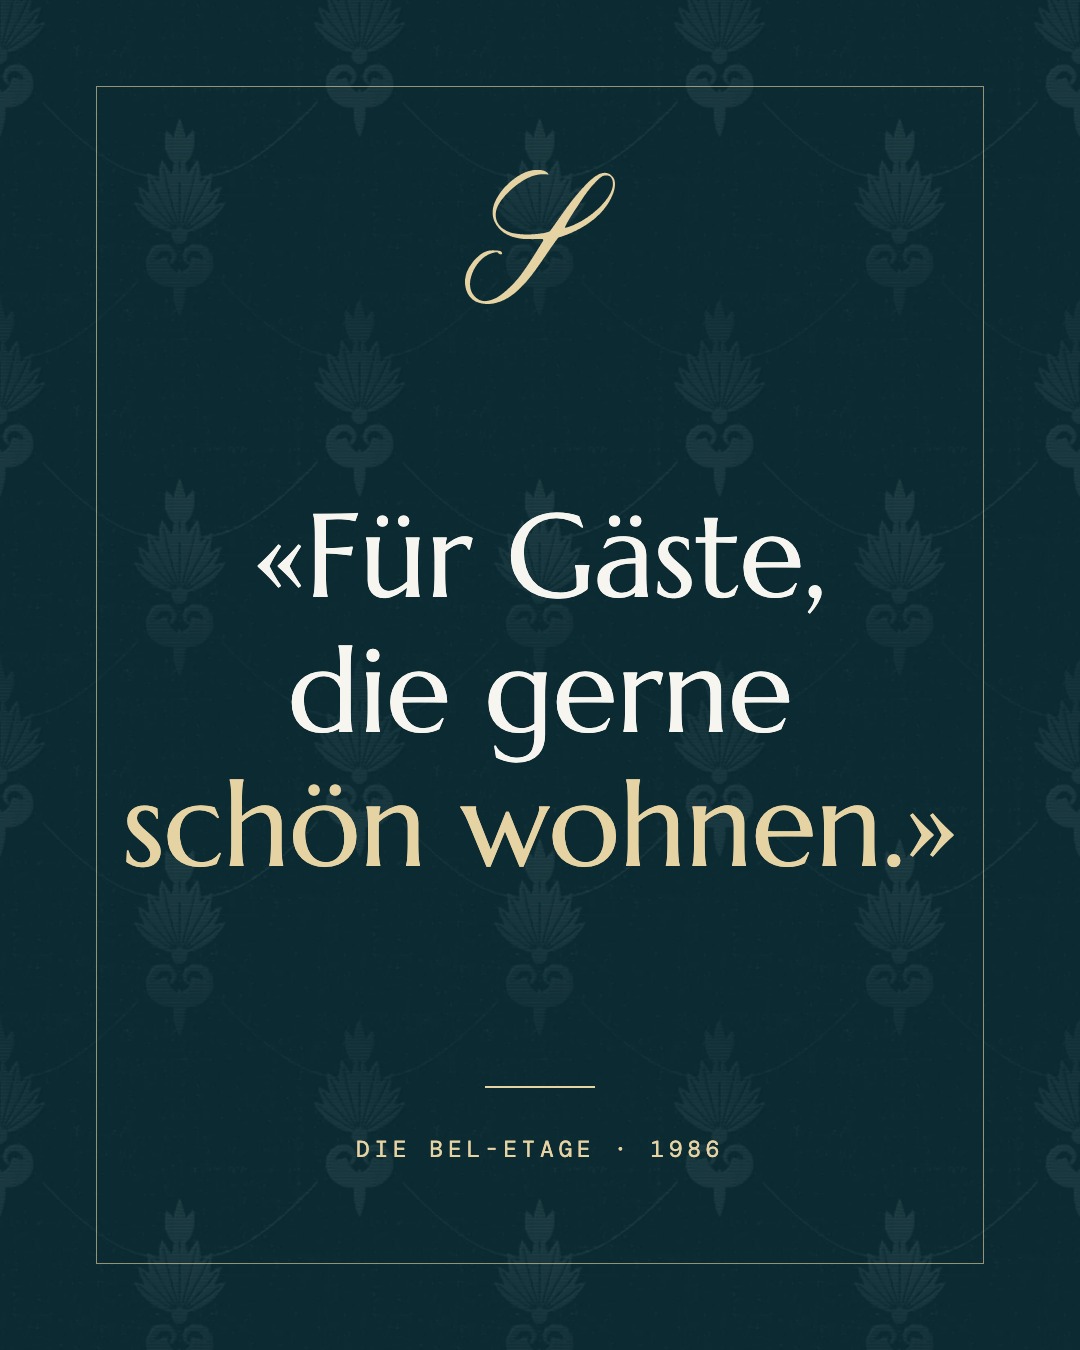 S
«Für Gäste,
die gerne
schön wohnen.»
DIE BEL-ETAGE · 1986